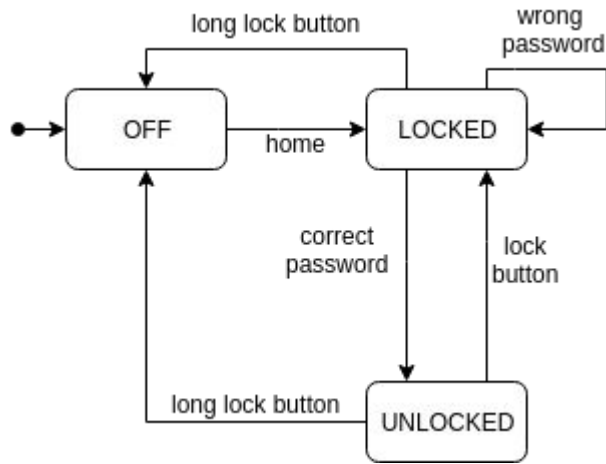 long lock button
wrong
password
OFF
home
LOCKED
correct
password
lock
button
long lock button
UNLOCKED